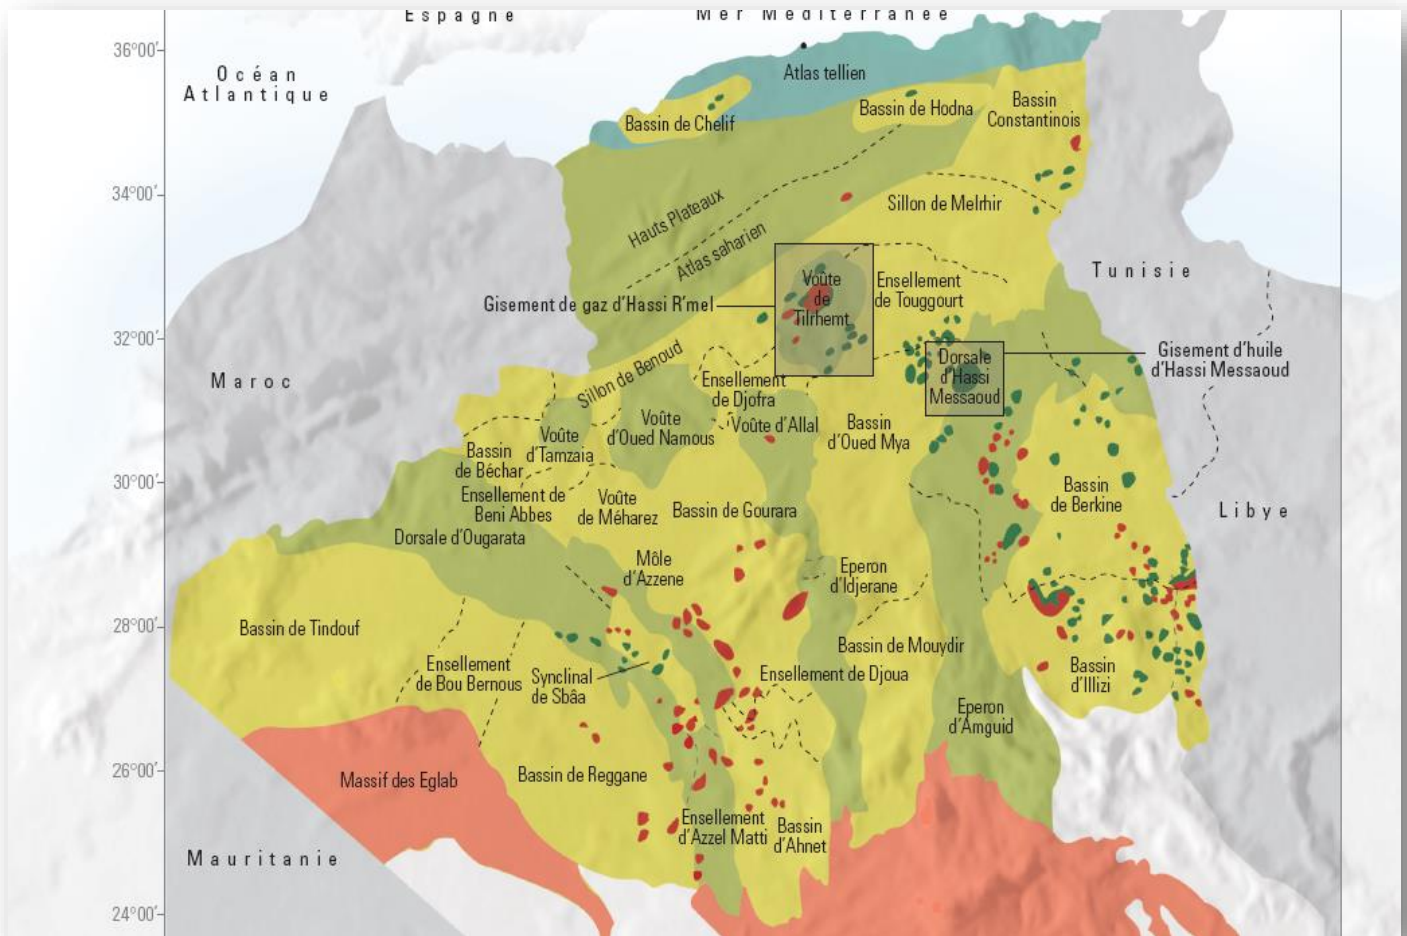 Espagne
Mer Méditerranée
36°00'
Océan
Atlantique
Atlas tellien
Bassin de Chelif
Bassin de Hodna
Bassin
Constantinois
34°00'
Hauts Plateaux
Atlas saharien
Sillon de Melrhir
Tunisie
Gisement de gaz d'Hassi R'mel
Voûte
de
Tilrhemt
Ensellement
de Touggourt
32°00'
Maroc
Sillon de Benoud
Ensellement
de Djofra
Dorsale
d'Hassi
Messaoud
Gisement d'huile
d'Hassi Messaoud
Voûte
d'Tamzaia
Voûte
d'Oued Namous
Voûte d'Allal
Bassin
d'Oued Mya
Bassin
de Béchar
30°00'
Ensellement de
Beni Abbes
Voûte
de Méharez
Bassin de Gourara
Bassin
de Berkine
Libye
Dorsale d'Ougarata
Môle
d'Azzene
Eperon
d'Idjerane
28°00'
Bassin de Tindouf
Bassin de Mouydir
Ensellement
de Bou Bernous
Synclinal
de Sbâa
Ensellement de Djoua
Bassin
d'Illizi
Eperon
d'Amguid
26°00'
Massif des Eglab
Bassin de Reggane
Ensellement
d'Azzel Matti
Bassin
d'Ahnet
Mauritanie
24°00'